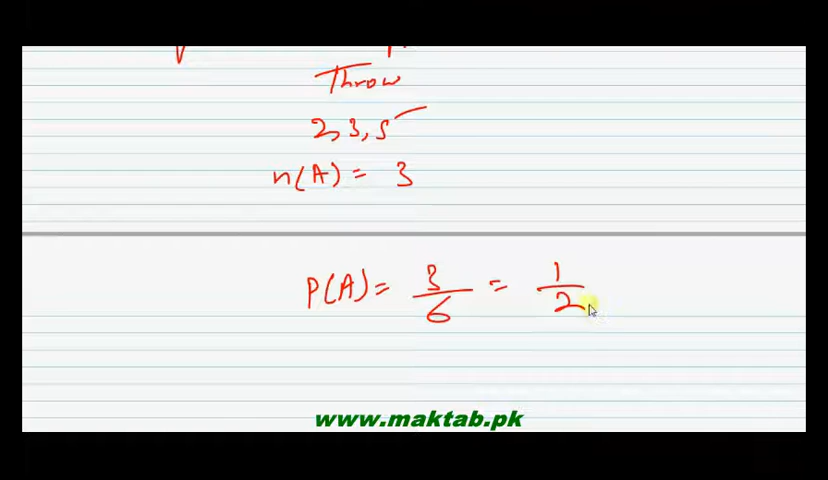 Throw
2, 3, 5
n(A) = 3
P(A) = 3/6 = 1/2
www.maktab.pk